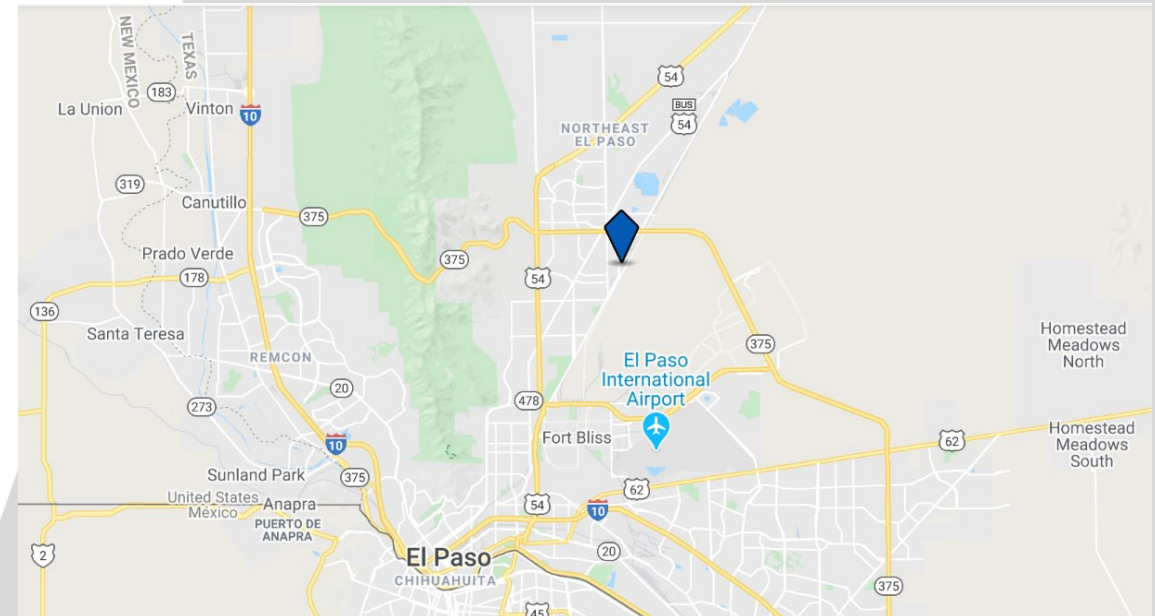 NEW MEXICO
TEXAS
54
183
La Union
Vinton
10
BUS
54
NORTHEAST
EL PASO
319
Canutillo
375
Prado Verde
375
178
54
136
Santa Teresa
Homestead
Meadows
North
375
REMCON
El Paso
International
Airport
20
273
478
Fort Bliss
10
62
Homestead
Meadows
South
Sunland Park
375
United States
México
Anapra
PUERTO DE
ANAPRA
62
54
10
2
El Paso
CHIHUAHUITA
20
375
45